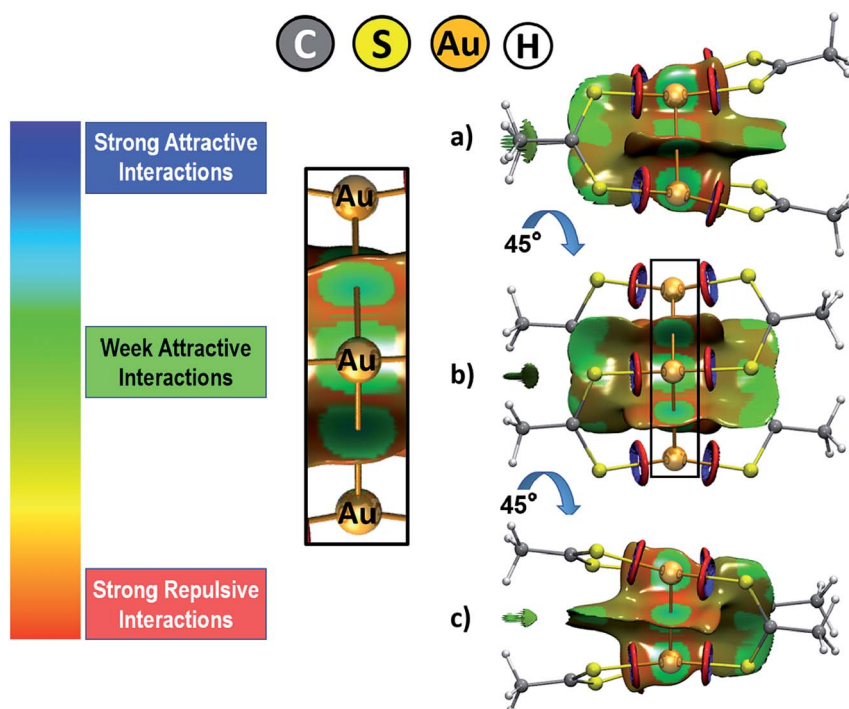 C S Au H
Strong Attractive
Interactions
Week Attractive
Interactions
Strong Repulsive
Interactions
Au
Au
Au
a)
45°
b)
45°
c)